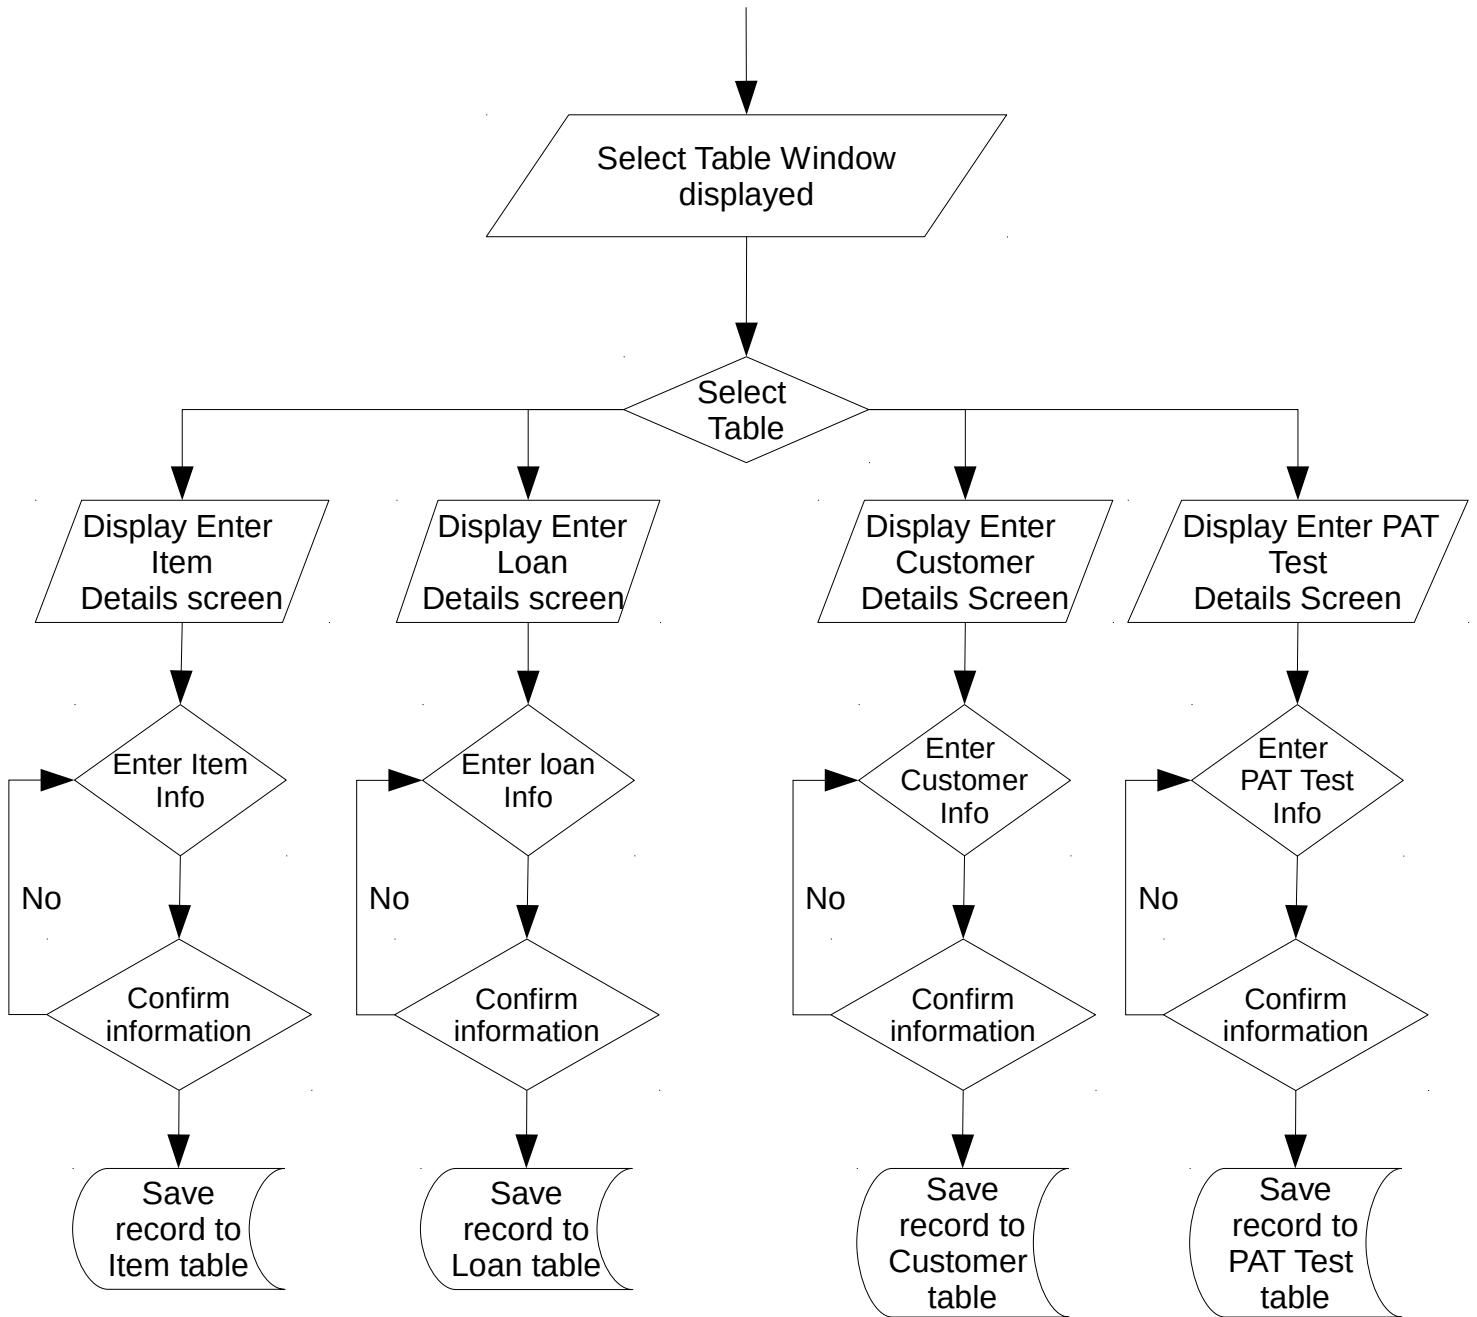 Select Table Window
displayed
Select
Table
Display Enter
Item
Details screen
Display Enter
Loan
Details screen
Display Enter
Customer
Details Screen
Display Enter PAT
Test
Details Screen
Enter Item
Info
Enter loan
Info
Enter
Customer
Info
Enter
PAT Test
Info
No
No
No
No
Confirm
information
Confirm
information
Confirm
information
Confirm
information
Save
record to
Item table
Save
record to
Loan table
Save
record to
Customer
table
Save
record to
PAT Test
table